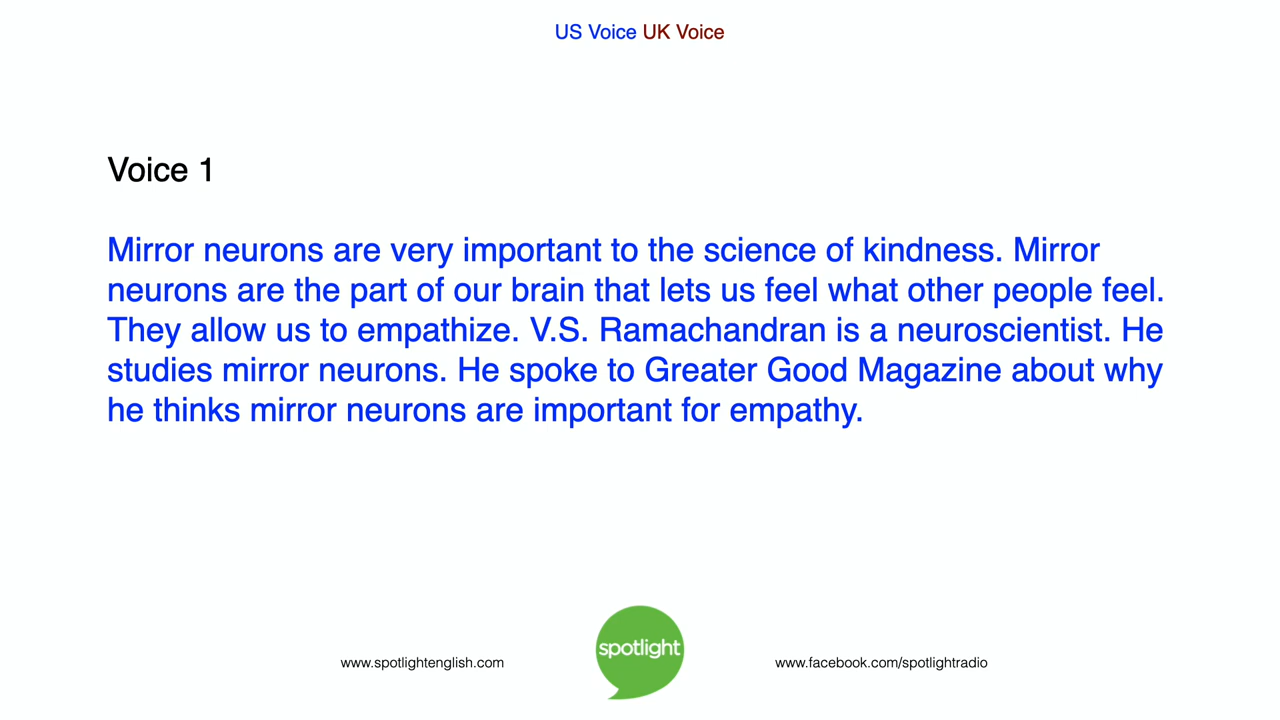 US Voice UK Voice
Voice 1
Mirror neurons are very important to the science of kindness. Mirror
neurons are the part of our brain that lets us feel what other people feel.
They allow us to empathize. V.S. Ramachandran is a neuroscientist. He
studies mirror neurons. He spoke to Greater Good Magazine about why
he thinks mirror neurons are important for empathy.
www.spotlightenglish.com
spotlight
www.facebook.com/spotlightradio